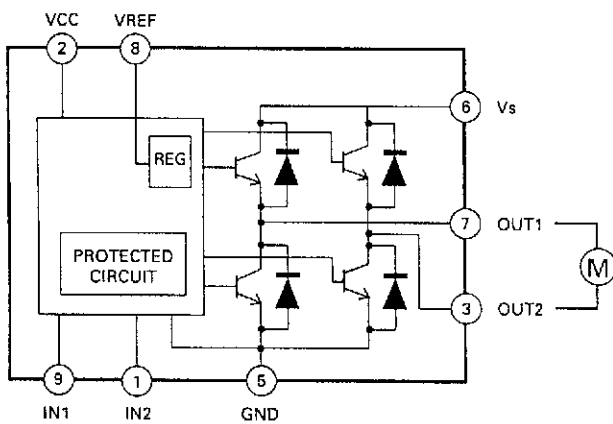 VCC VREF
2 8
6 Vs
REG
7 OUT1
PROTECTED
CIRCUIT
M
3 OUT2
9 1 5
IN1 IN2 GND